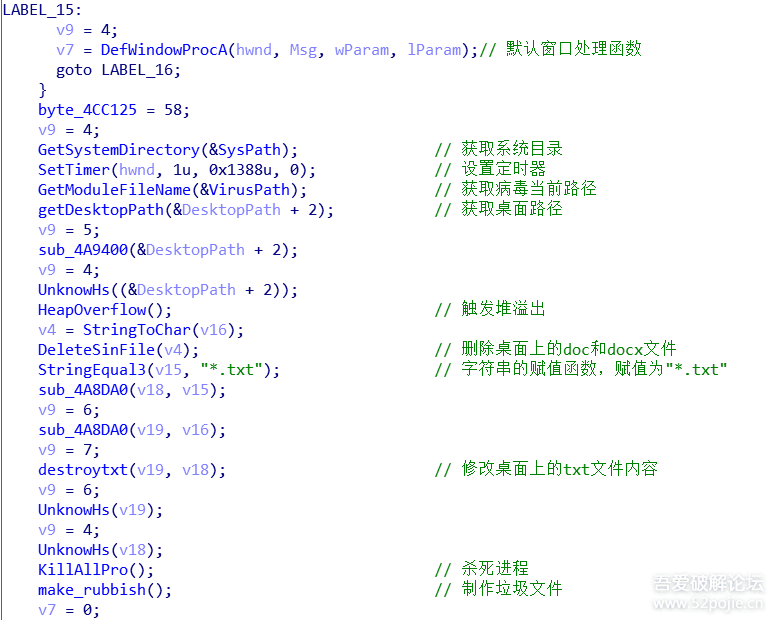 LABEL_15:
v9 = 4;
v7 = DefWindowProcA(hwnd, Msg, wParam, lParam);// 默认窗口处理函数
goto LABEL_16;
}
byte_4CC125 = 58;
v9 = 4;
GetSystemDirectory(&SysPath); // 获取系统目录
SetTimer(hwnd, 1u, 0x1388u, 0); // 设置定时器
GetModuleFileName(&VirusPath); // 获取病毒当前路径
getDesktopPath(&DesktopPath + 2); // 获取桌面路径
v9 = 5;
sub_4A9400(&DesktopPath + 2);
v9 = 4;
UnknowHs((&DesktopPath + 2));
HeapOverflow(); // 触发堆溢出
v4 = StringToChar(v16);
DeleteSinFile(v4); // 删除桌面上的doc和docx文件
StringEqual3(v15, "*.txt"); // 字符串的赋值函数，赋值为"*.txt"
sub_4A8DA0(v18, v15);
v9 = 6;
sub_4A8DA0(v19, v16);
v9 = 7;
destroytxt(v19, v18); // 修改桌面上的txt文件内容
v9 = 6;
UnknowHs(v19);
v9 = 4;
UnknowHs(v18);
KillAllPro(); // 杀死进程
make_rubbish(); // 制作垃圾文件
v7 = 0;
吾爱破解论坛
www.52pojie.cn